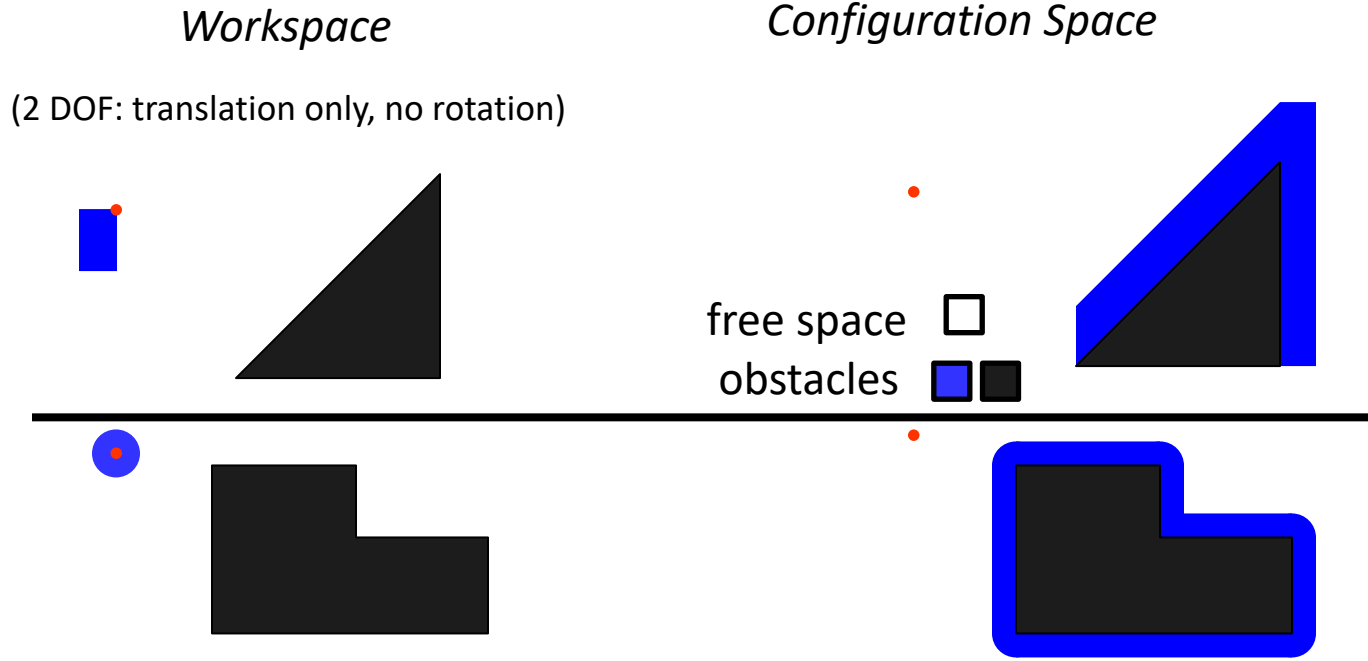 Workspace
Configuration Space
(2 DOF: translation only, no rotation)
free space
obstacles